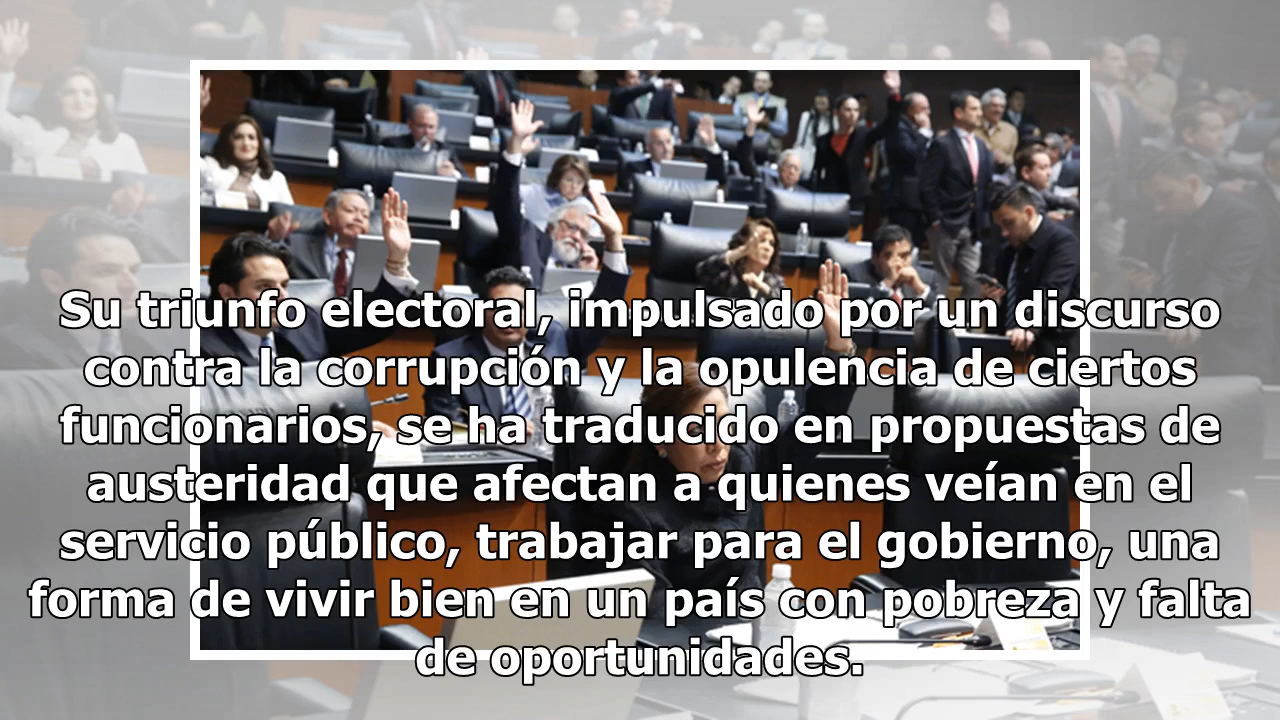 Su triunfo electoral, impulsado por un discurso
contra la corrupción y la opulencia de ciertos
funcionarios, se ha traducido en propuestas de
austeridad que afectan a quienes veían en el
servicio público, trabajar para el gobierno, una
forma de vivir bien en un país con pobreza y falta
de oportunidades.